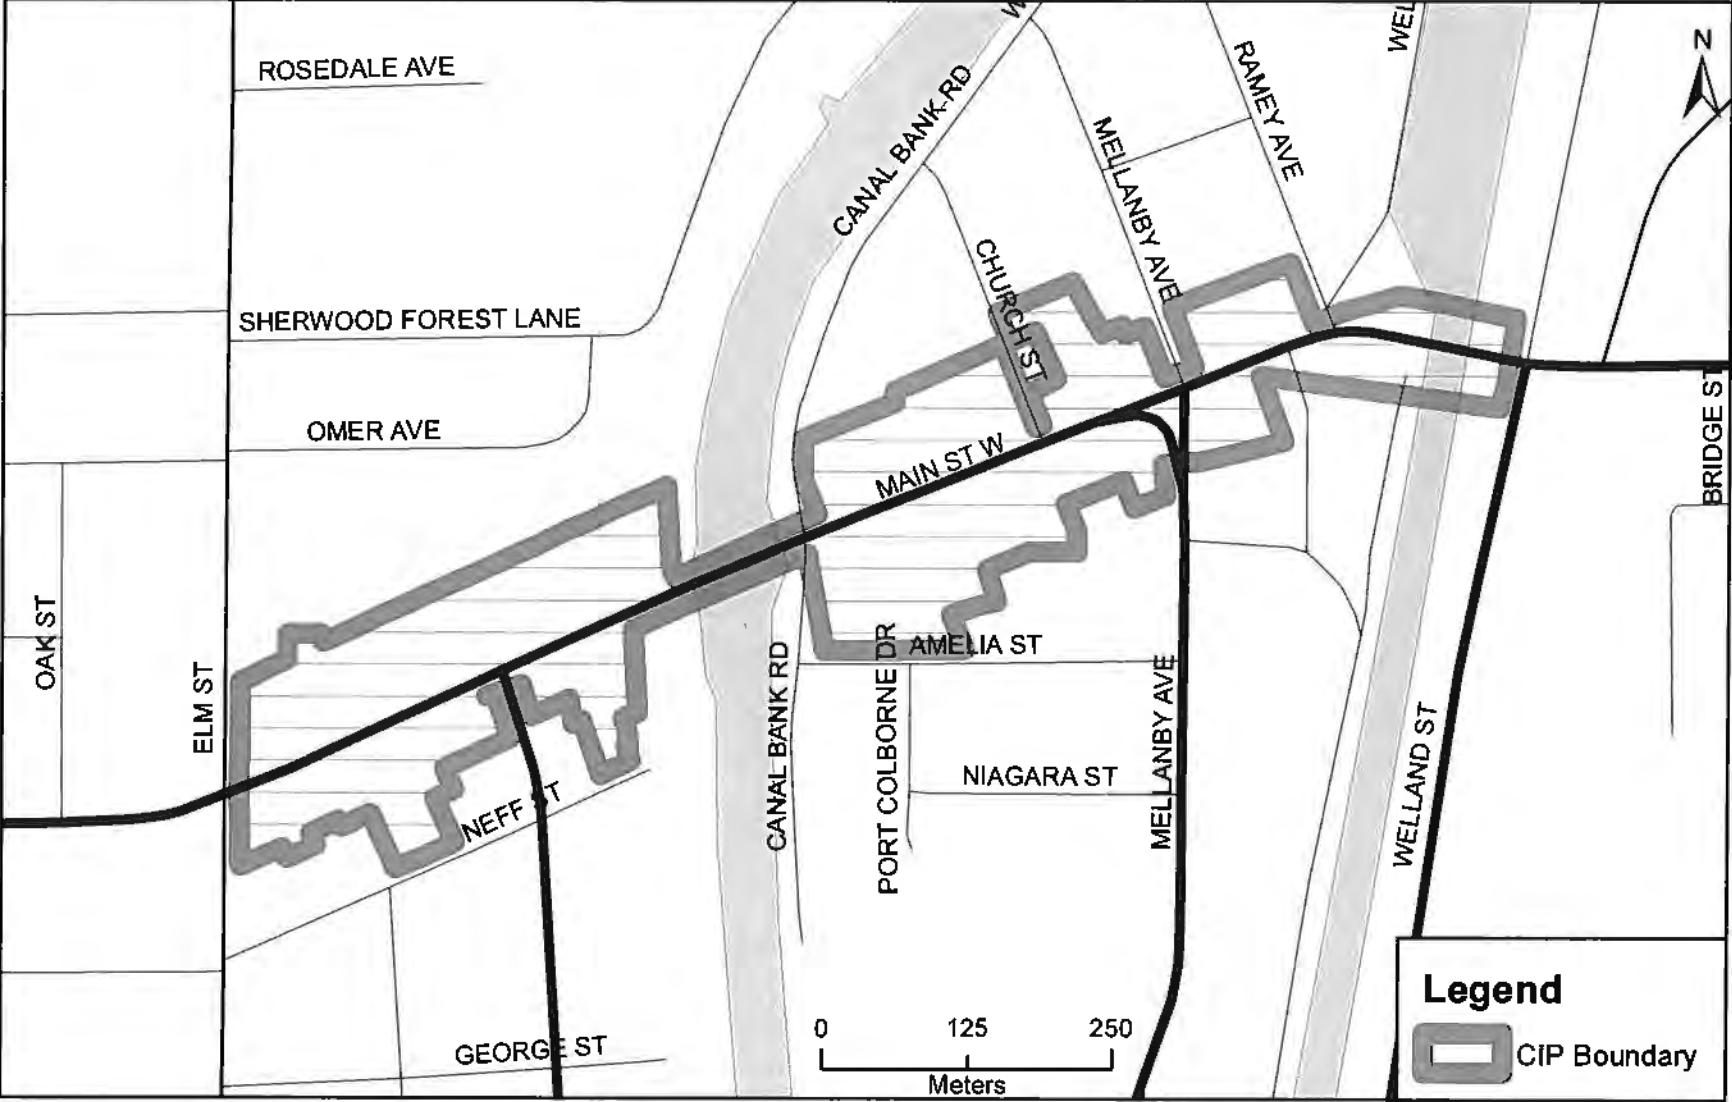 WEL
N
ROSEDALE AVE
CANAL BANK RD
RAMEY AVE
MELLANBY AVE
CHURCH ST
SHERWOOD FOREST LANE
OMER AVE
MAIN ST W
BRIDGE ST
OAK ST
ELM ST
AMELIA ST
CANAL BANK RD
PORT COLBORNE DR
MELLANBY AVE
NIAGARA ST
NEFF ST
WELLAND ST
GEORGE ST
0 125 250
Meters
Legend
CIP Boundary